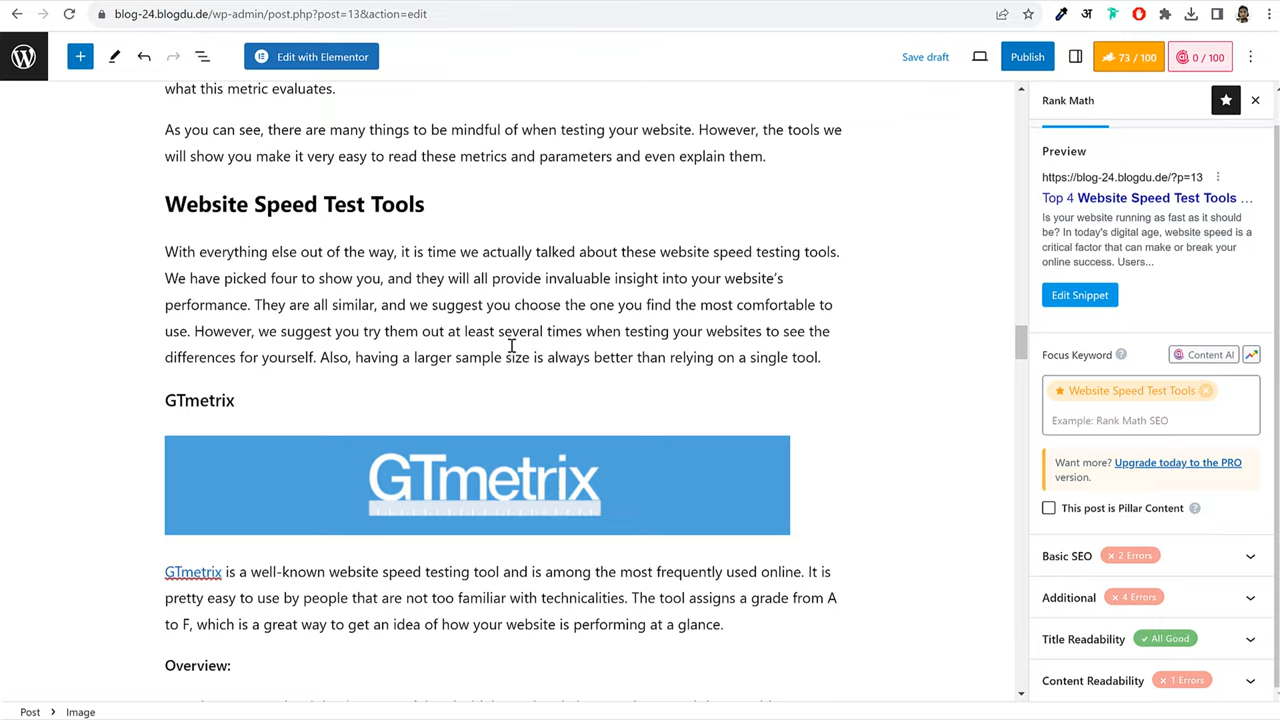 blog-24.blogdu.de/wp-admin/post.php?post=13&action=edit
अ
Edit with Elementor
Save draft
Publish
73 / 100
0 / 100
what this metric evaluates.
As you can see, there are many things to be mindful of when testing your website. However, the tools we
will show you make it very easy to read these metrics and parameters and even explain them.
Website Speed Test Tools
With everything else out of the way, it is time we actually talked about these website speed testing tools.
We have picked four to show you, and they will all provide invaluable insight into your website's
performance. They are all similar, and we suggest you choose the one you find the most comfortable to
use. However, we suggest you try them out at least several times when testing your websites to see the
differences for yourself. Also, having a larger sample size is always better than relying on a single tool.
GTmetrix
GTmetrix
GTmetrix is a well-known website speed testing tool and is among the most frequently used online. It is
pretty easy to use by people that are not too familiar with technicalities. The tool assigns a grade from A
to F, which is a great way to get an idea of how your website is performing at a glance.
Overview:
Post > Image
Rank Math
Preview
https://blog-24.blogdu.de/?p=13
Top 4 Website Speed Test Tools ...
Is your website running as fast as it should
be? In today's digital age, website speed is a
critical factor that can make or break your
online success. Users...
Edit Snippet
Focus Keyword ?
Content AI
Website Speed Test Tools
Example: Rank Math SEO
Want more? Upgrade today to the PRO
version.
This post is Pillar Content ?
Basic SEO × 2 Errors
Additional × 4 Errors
Title Readability ✓ All Good
Content Readability × 1 Errors